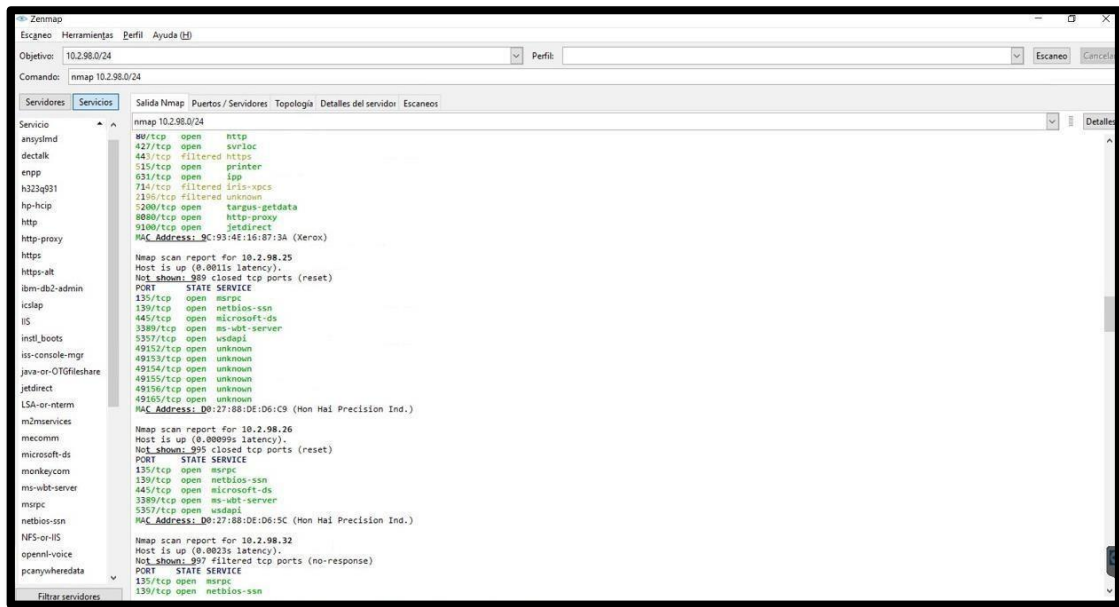 Zenmap
Escaneo Herramientas Perfil Ayuda (H)
Objetivo: 10.2.98.0/24 Perfil: Escaneo Cancelar
Comando: nmap 10.2.98.0/24
Servidores Servicios
Salida Nmap Puertos / Servidores Topología Detalles del servidor Escaneos
nmap 10.2.98.0/24 Detalles
Servicio
ansyslmd
dectalk
enpp
h323q931
hp-hcip
http
http-proxy
https
https-alt
ibm-db2-admin
icslap
IIS
instl_boots
iss-console-mgr
java-or-OTGfileshare
jetdirect
LSA-or-nterm
m2mservices
mecomm
microsoft-ds
monkeycom
ms-wbt-server
msrpc
netbios-ssn
NFS-or-IIS
opennl-voice
pcanywheredata
Filtrar servidores
80/tcp open http
427/tcp open svrloc
443/tcp filtered https
515/tcp open printer
631/tcp open ipp
714/tcp filtered iris-xpcs
2196/tcp filtered unknown
5200/tcp open targus-getdata
8080/tcp open http-proxy
9100/tcp open jetdirect
MAC Address: 9C:93:4E:16:87:3A (Xerox)
Nmap scan report for 10.2.98.25
Host is up (0.0011s latency).
Not shown: 989 closed tcp ports (reset)
PORT STATE SERVICE
135/tcp open msrpc
139/tcp open netbios-ssn
445/tcp open microsoft-ds
3389/tcp open ms-wbt-server
5357/tcp open wsdapi
49152/tcp open unknown
49153/tcp open unknown
49154/tcp open unknown
49155/tcp open unknown
49156/tcp open unknown
49165/tcp open unknown
MAC Address: D0:27:88:DE:D6:C9 (Hon Hai Precision Ind.)
Nmap scan report for 10.2.98.26
Host is up (0.00099s latency).
Not shown: 995 closed tcp ports (reset)
PORT STATE SERVICE
135/tcp open msrpc
139/tcp open netbios-ssn
445/tcp open microsoft-ds
3389/tcp open ms-wbt-server
5357/tcp open wsdapi
MAC Address: D0:27:88:DE:D6:5C (Hon Hai Precision Ind.)
Nmap scan report for 10.2.98.32
Host is up (0.0023s latency).
Not shown: 997 filtered tcp ports (no-response)
PORT STATE SERVICE
135/tcp open msrpc
139/tcp open netbios-ssn